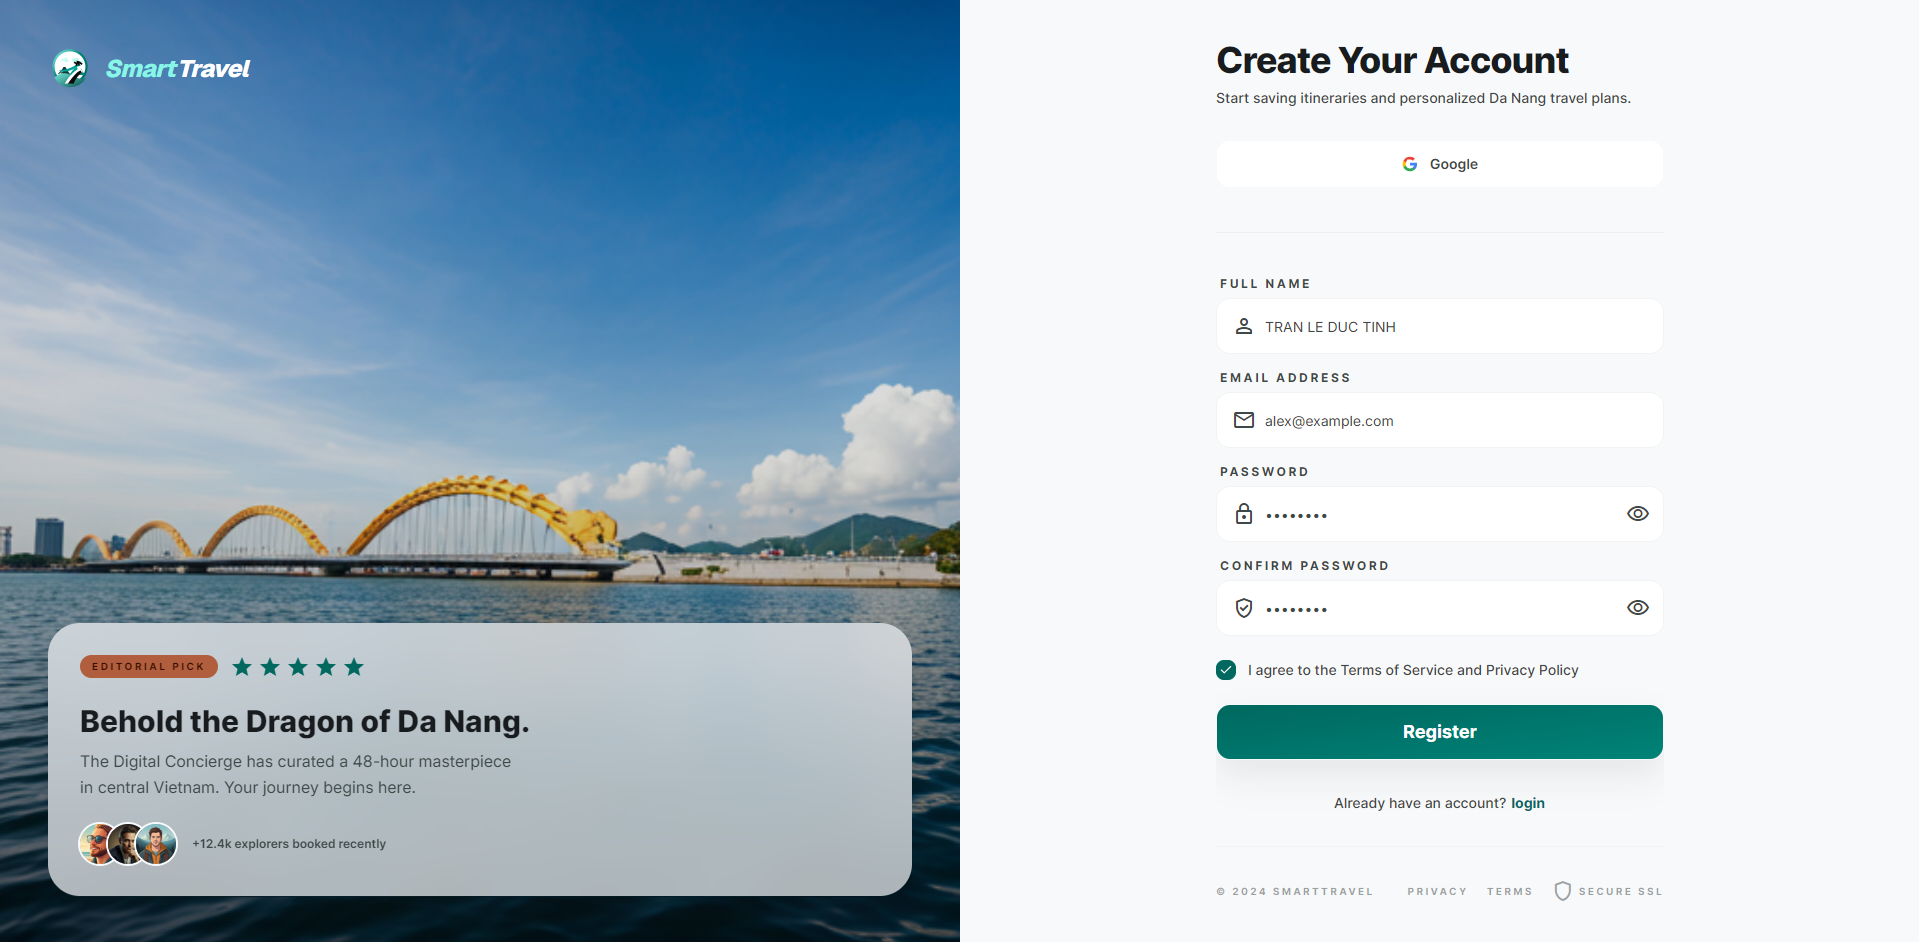 SmartTravel
EDITORIAL PICK
Behold the Dragon of Da Nang.
The Digital Concierge has curated a 48-hour masterpiece
in central Vietnam. Your journey begins here.
+12.4k explorers booked recently
Create Your Account
Start saving itineraries and personalized Da Nang travel plans.
Google
FULL NAME
TRAN LE DUC TINH
EMAIL ADDRESS
alex@example.com
PASSWORD
••••••••
CONFIRM PASSWORD
••••••••
I agree to the Terms of Service and Privacy Policy
Register
Already have an account? login
© 2024 SMARTTRAVEL PRIVACY TERMS SECURE SSL